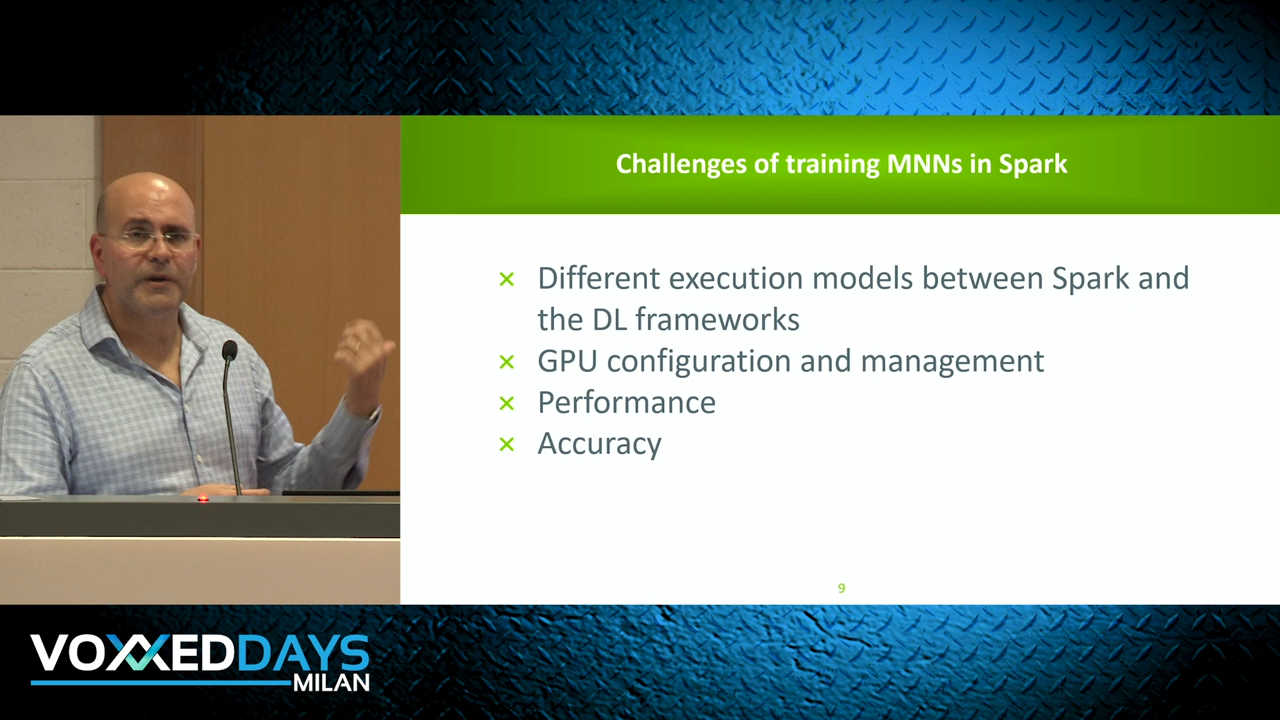 Challenges of training MNNs in Spark
× Different execution models between Spark and
the DL frameworks
× GPU configuration and management
× Performance
× Accuracy
9
VOXXEDDAYS
MILAN